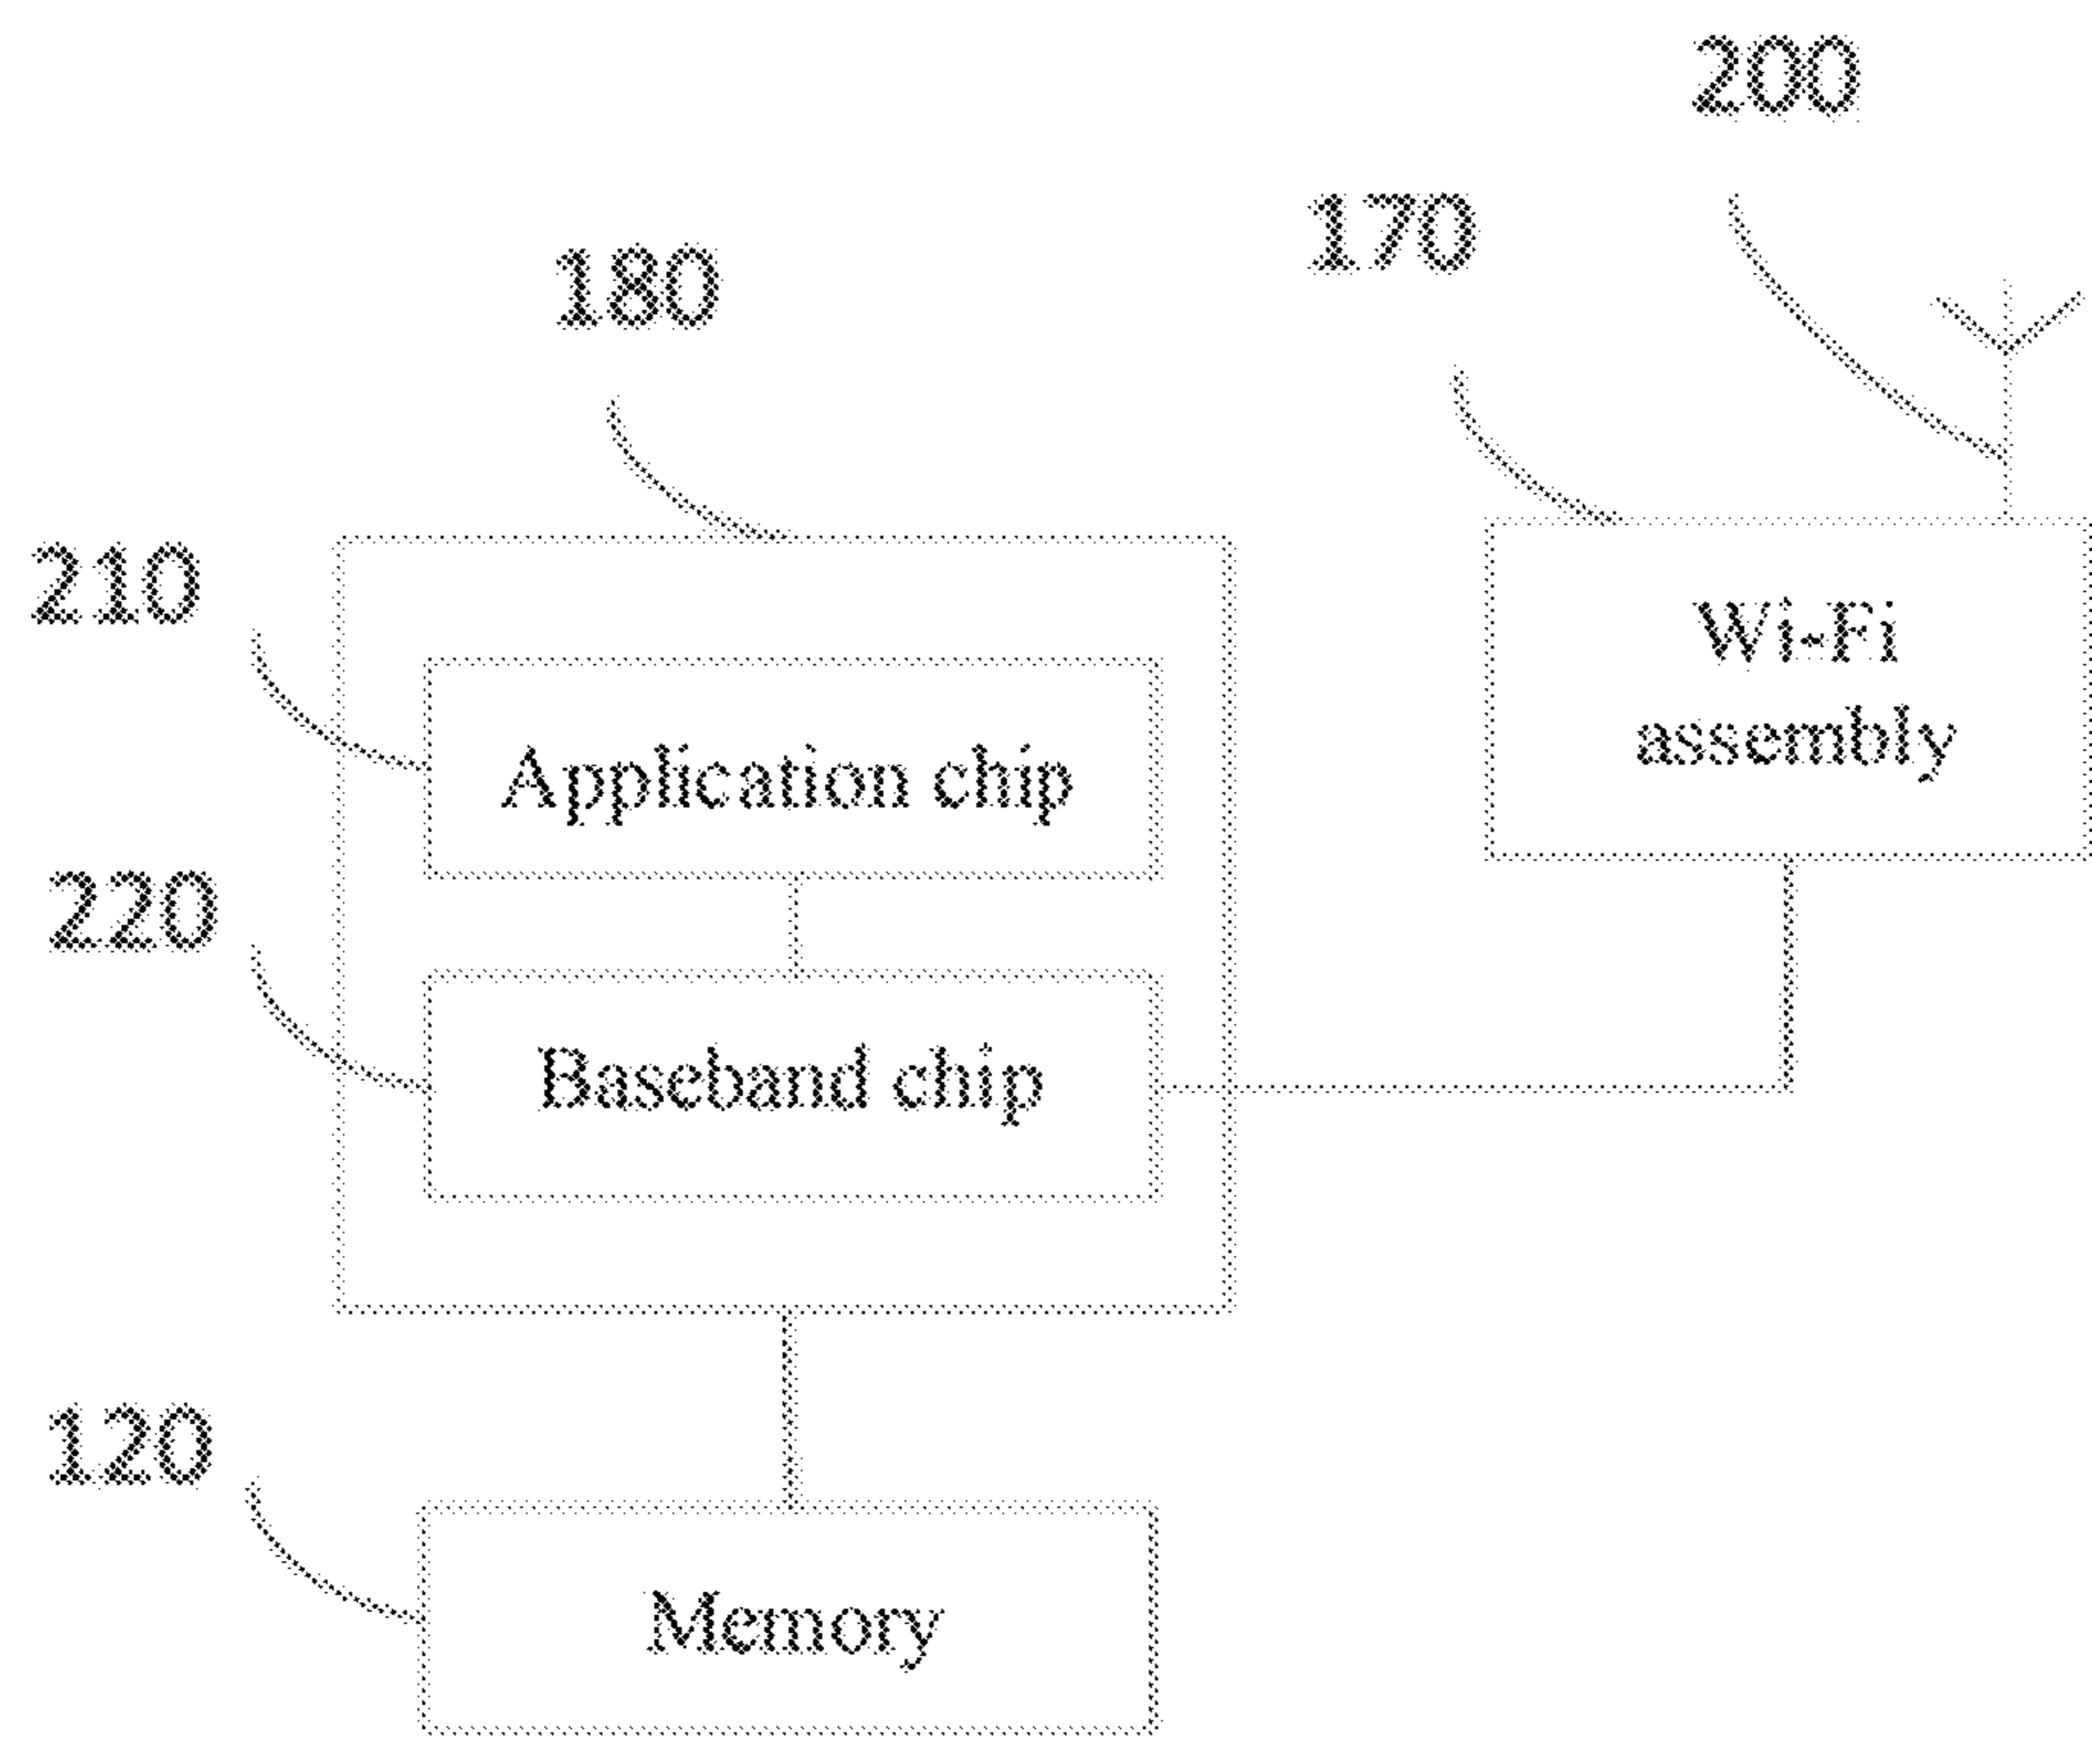 200
170
180
210
Wi-Fi
assembly
Application chip
220
Baseband chip
120
Memory